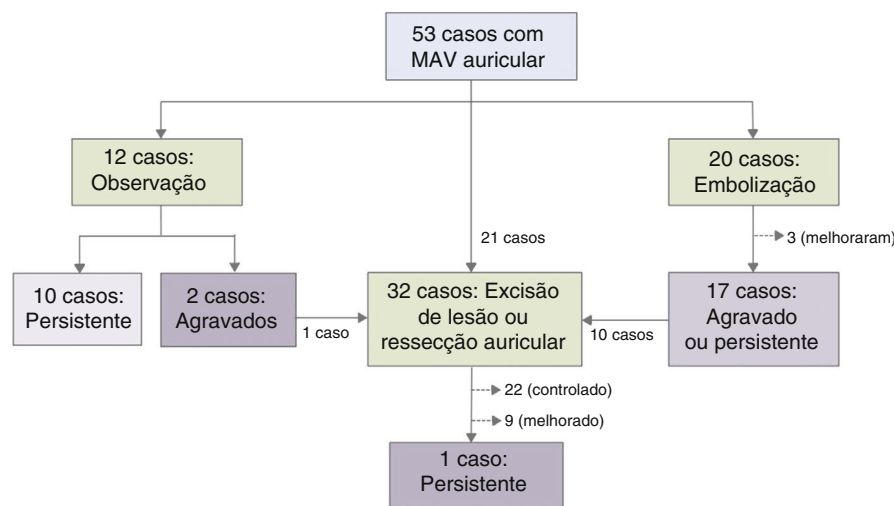 53 casos com
MAV auricular
12 casos:
Observação
20 casos:
Embolização
21 casos
3 (melhoraram)
10 casos:
Persistente
2 casos:
Agravados
1 caso
32 casos: Excisão
de lesão ou
ressecção auricular
10 casos
17 casos:
Agravado
ou persistente
22 (controlado)
9 (melhorado)
1 caso:
Persistente